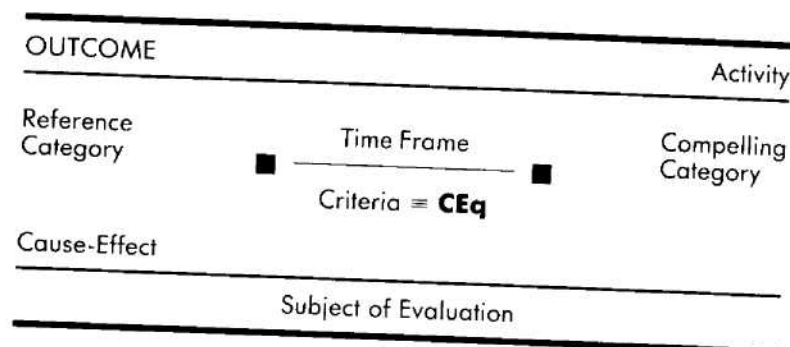 OUTCOME
Activity
Reference
Category
Time Frame
Compelling
Category
Criteria ≡ CEq
Cause-Effect
Subject of Evaluation